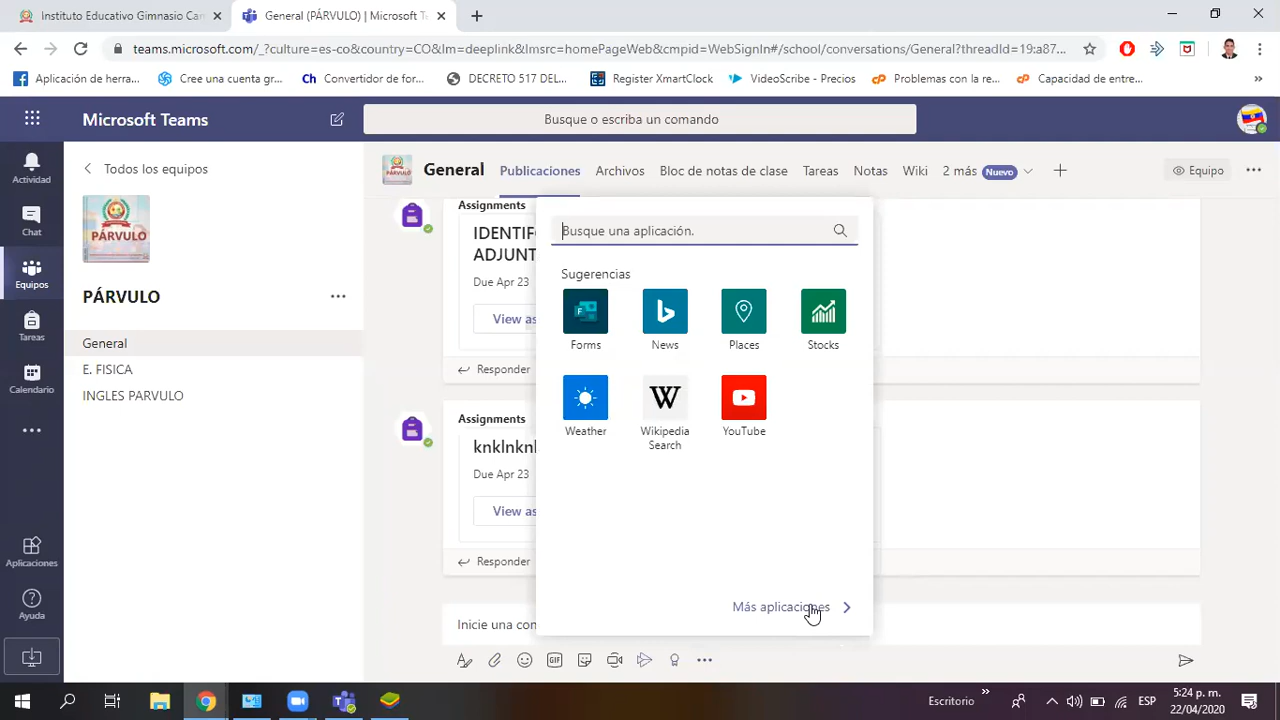 Instituto Educativo Gimnasio Can
General (PÁRVULO) | Microsoft T
teams.microsoft.com/_?culture=es-co&country=CO&lm=deeplink&lmsrc=homePageWeb&cmpid=WebSignIn#/school/conversations/General?threadId=19:a87...
Aplicación de herra...
Cree una cuenta gr...
Ch Convertidor de for...
DECRETO 517 DEL...
Register XmartClock
VideoScribe - Precios
Problemas con la re...
Capacidad de entre...
Microsoft Teams
Busque o escriba un comando
Actividad
Chat
Equipos
Tareas
Calendario
Aplicaciones
Ayuda
Todos los equipos
PÁRVULO
PÁRVULO
General
E. FISICA
INGLES PARVULO
General
Publicaciones
Archivos
Bloc de notas de clase
Tareas
Notas
Wiki
2 más Nuevo
Equipo
Assignments
IDENTIF
ADJUNT
Due Apr 23
View as
Responder
Assignments
knklnkn
Due Apr 23
View as
Responder
Inicie una con
GIF
Busque una aplicación.
Sugerencias
Forms
News
Places
Stocks
Weather
Wikipedia
Search
YouTube
Más aplicaciones
Escritorio
ESP
5:24 p. m.
22/04/2020